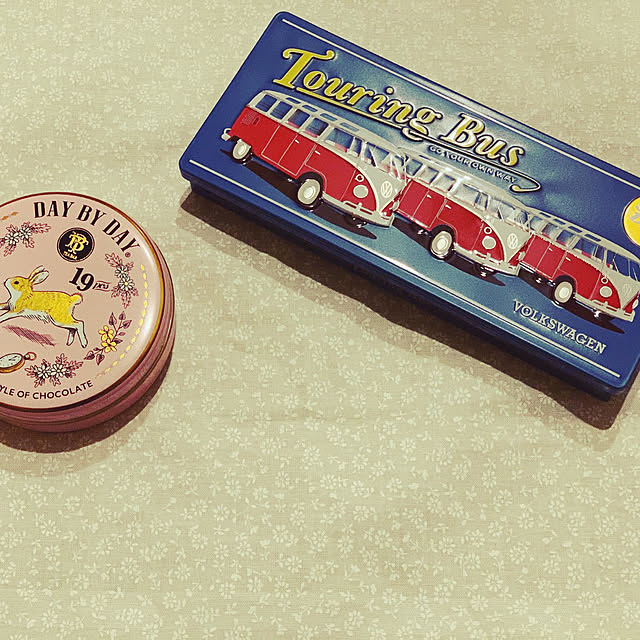 Touring Bus
GO YOUR OWN WAY
VOLKSWAGEN
DAY BY DAY
19
YLE OF CHOCOLATE